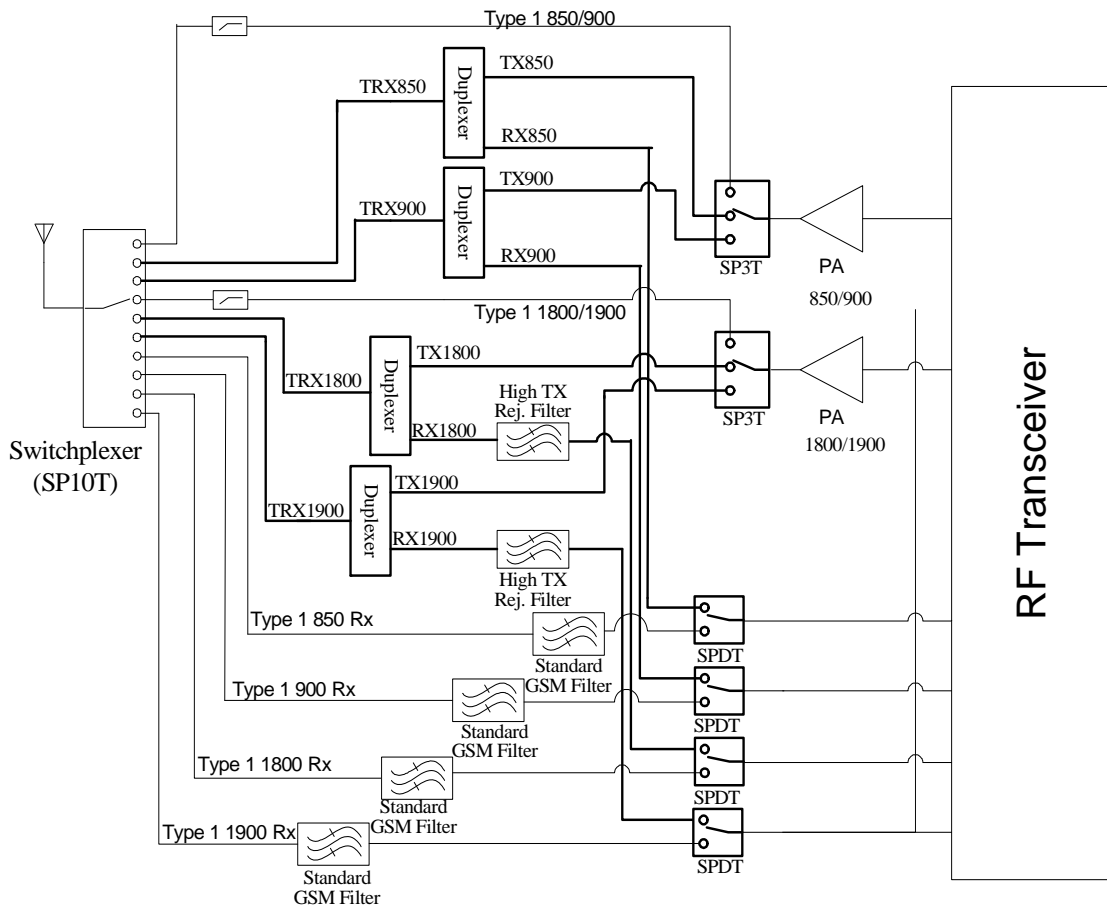 Type 1 850/900
TX850
TRX850
Duplexer
RX850
TX900
TRX900
Duplexer
RX900
SP3T
PA
850/900
Type 1 1800/1900
TX1800
TRX1800
Duplexer
High TX
Rej. Filter
RX1800
SP3T
PA
1800/1900
Switchplexer
(SP10T)
TX1900
TRX1900
Duplexer
RX1900
High TX
Rej. Filter
RF Transceiver
Type 1 850 Rx
Standard
GSM Filter
SPDT
Type 1 900 Rx
Standard
GSM Filter
SPDT
Type 1 1800 Rx
Standard
GSM Filter
SPDT
Type 1 1900 Rx
Standard
GSM Filter
SPDT